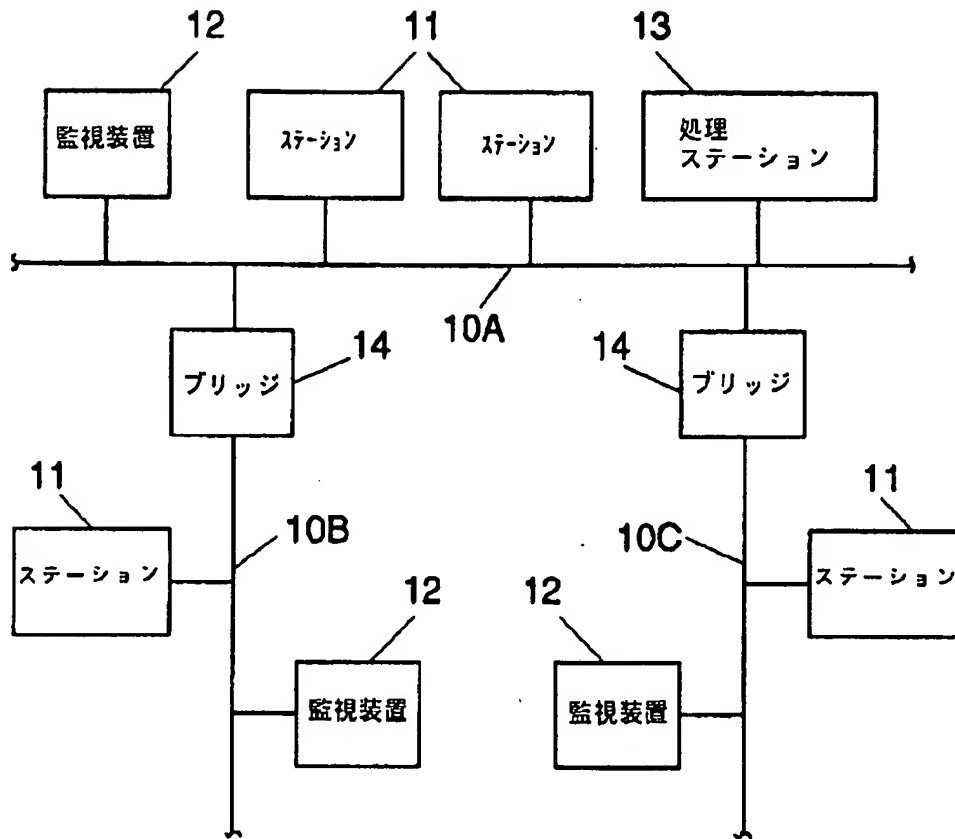 12
11
13
監視装置
ステーション
ステーション
処理
ステーション
10A
14
14
ブリッジ
ブリッジ
11
11
10B
10C
ステーション
ステーション
12
12
監視装置
監視装置